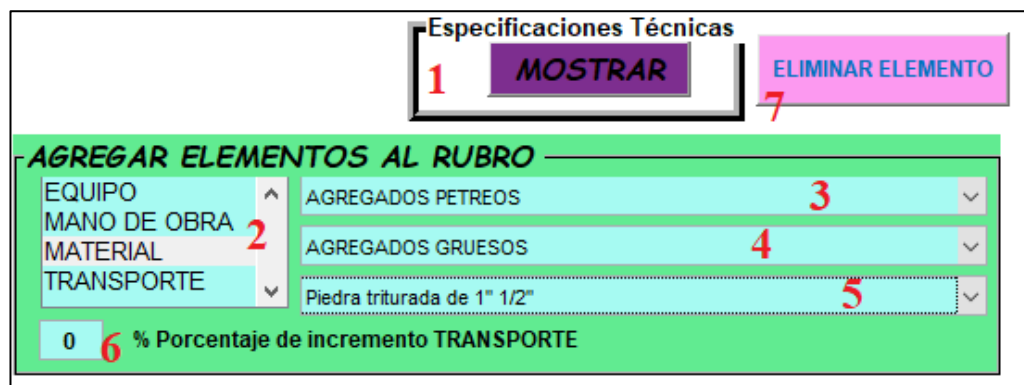 Especificaciones Técnicas
1 MOSTRAR
ELIMINAR ELEMENTO
7
AGREGAR ELEMENTOS AL RUBRO
EQUIPO
MANO DE OBRA
MATERIAL
TRANSPORTE
2
AGREGADOS PETREOS 3
AGREGADOS GRUESOS 4
Piedra triturada de 1" 1/2" 5
0 6 % Porcentaje de incremento TRANSPORTE